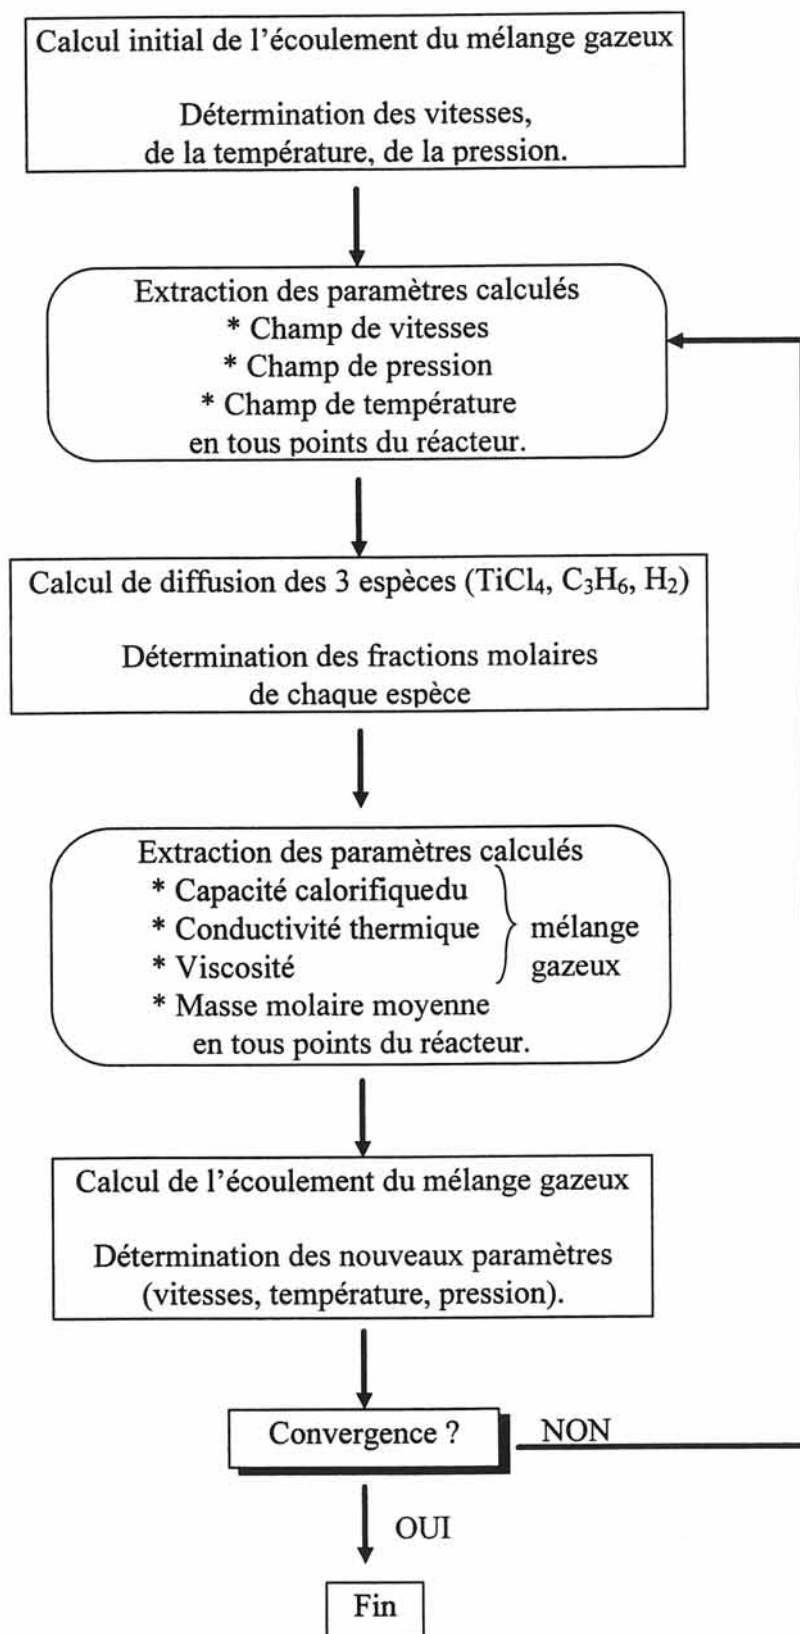 Calcul initial de l'écoulement du mélange gazeux
Détermination des vitesses,
de la température, de la pression.
Extraction des paramètres calculés
* Champ de vitesses
* Champ de pression
* Champ de température
en tous points du réacteur.
Calcul de diffusion des 3 espèces (TiCl₄, C₃H₆, H₂)
Détermination des fractions molaires
de chaque espèce
Extraction des paramètres calculés
* Capacité calorifiquedu
* Conductivité thermique
* Viscosité
mélange
gazeux
* Masse molaire moyenne
en tous points du réacteur.
Calcul de l'écoulement du mélange gazeux
Détermination des nouveaux paramètres
(vitesses, température, pression).
Convergence ?
NON
OUI
Fin